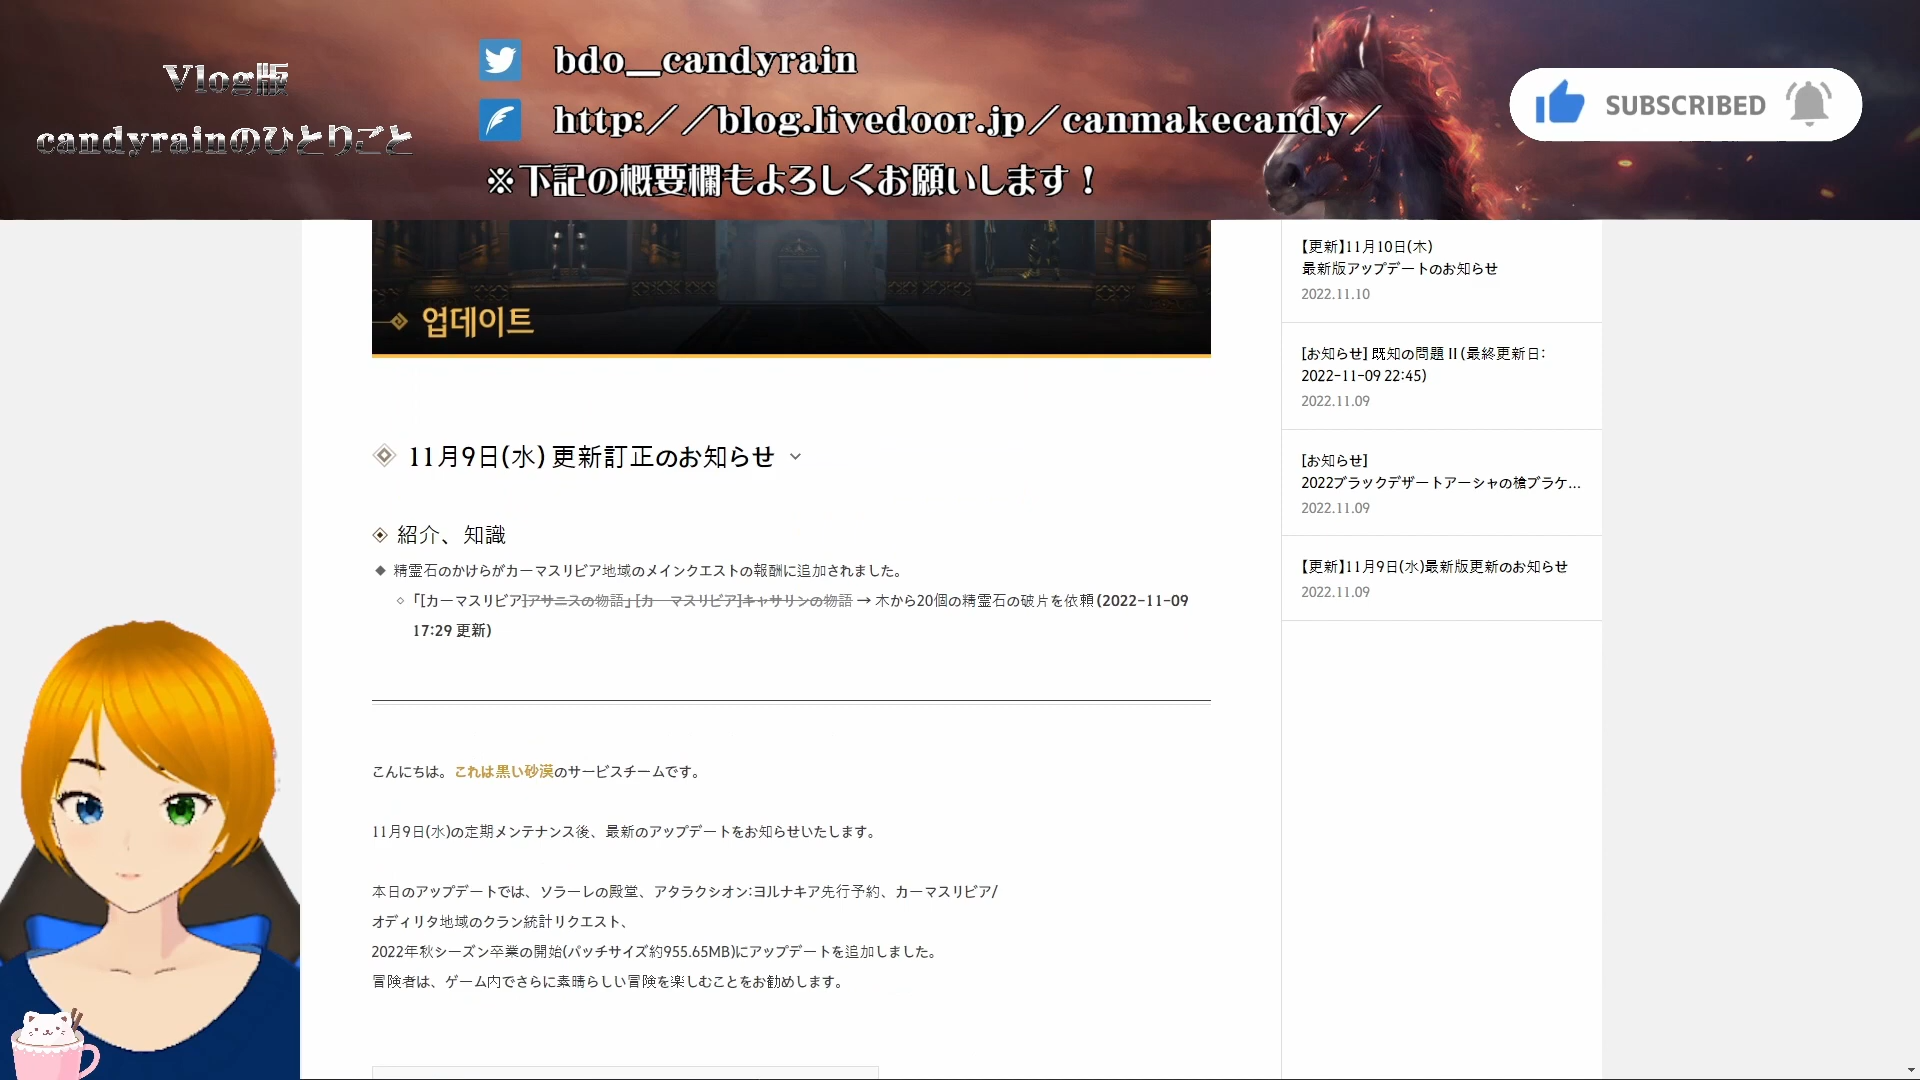 Vlog版
candyrainのひとりごと
bdo__candyrain
http://blog.livedoor.jp/canmakecandy/
※下記の概要欄もよろしくお願いします！
SUBSCRIBED
업데이트
11月9日(水) 更新訂正のお知らせ
紹介、知識
精霊石のかけらがカーマスリビア地域のメインクエストの報酬に追加されました。
「[カーマスリビア]アサニスの物語」[カーマスリビア]キャサリンの物語 → 木から20個の精霊石の破片を依頼 (2022-11-09
17:29 更新)
こんにちは。これは黒い砂漠のサービスチームです。
11月9日(水)の定期メンテナンス後、最新のアップデートをお知らせいたします。
本日のアップデートでは、ソラーレの殿堂、アタラクシオン:ヨルナキア先行予約、カーマスリビア/
オディリタ地域のクラン統計リクエスト、
2022年秋シーズン卒業の開始(パッチサイズ約955.65MB)にアップデートを追加しました。
冒険者は、ゲーム内でさらに素晴らしい冒険を楽しむことをお勧めします。
【更新】11月10日(木)
最新版アップデートのお知らせ
2022.11.10
[お知らせ] 既知の問題 II (最終更新日:
2022-11-09 22:45)
2022.11.09
[お知らせ]
2022ブラックデザートアーシャの槍ブラケ...
2022.11.09
【更新】11月9日(水)最新版更新のお知らせ
2022.11.09